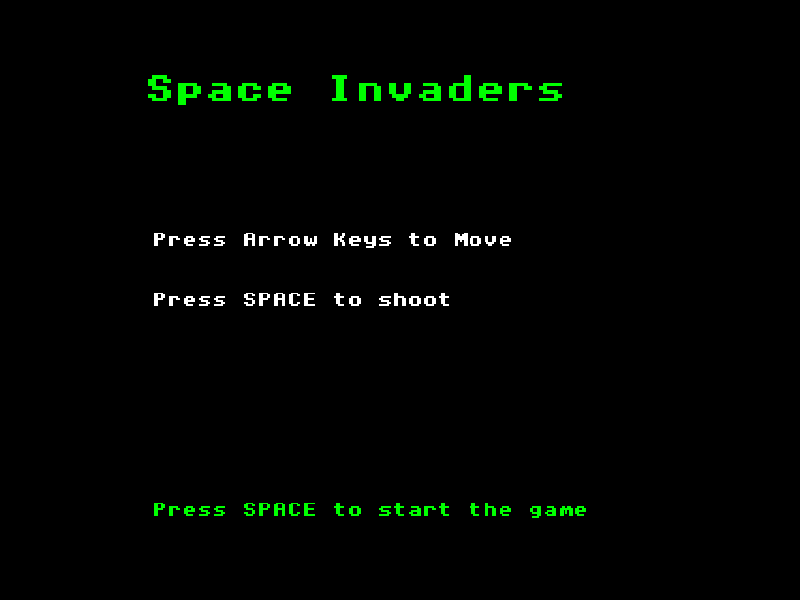 Space Invaders
Press Arrow Keys to Move
Press SPACE to shoot
Press SPACE to start the game